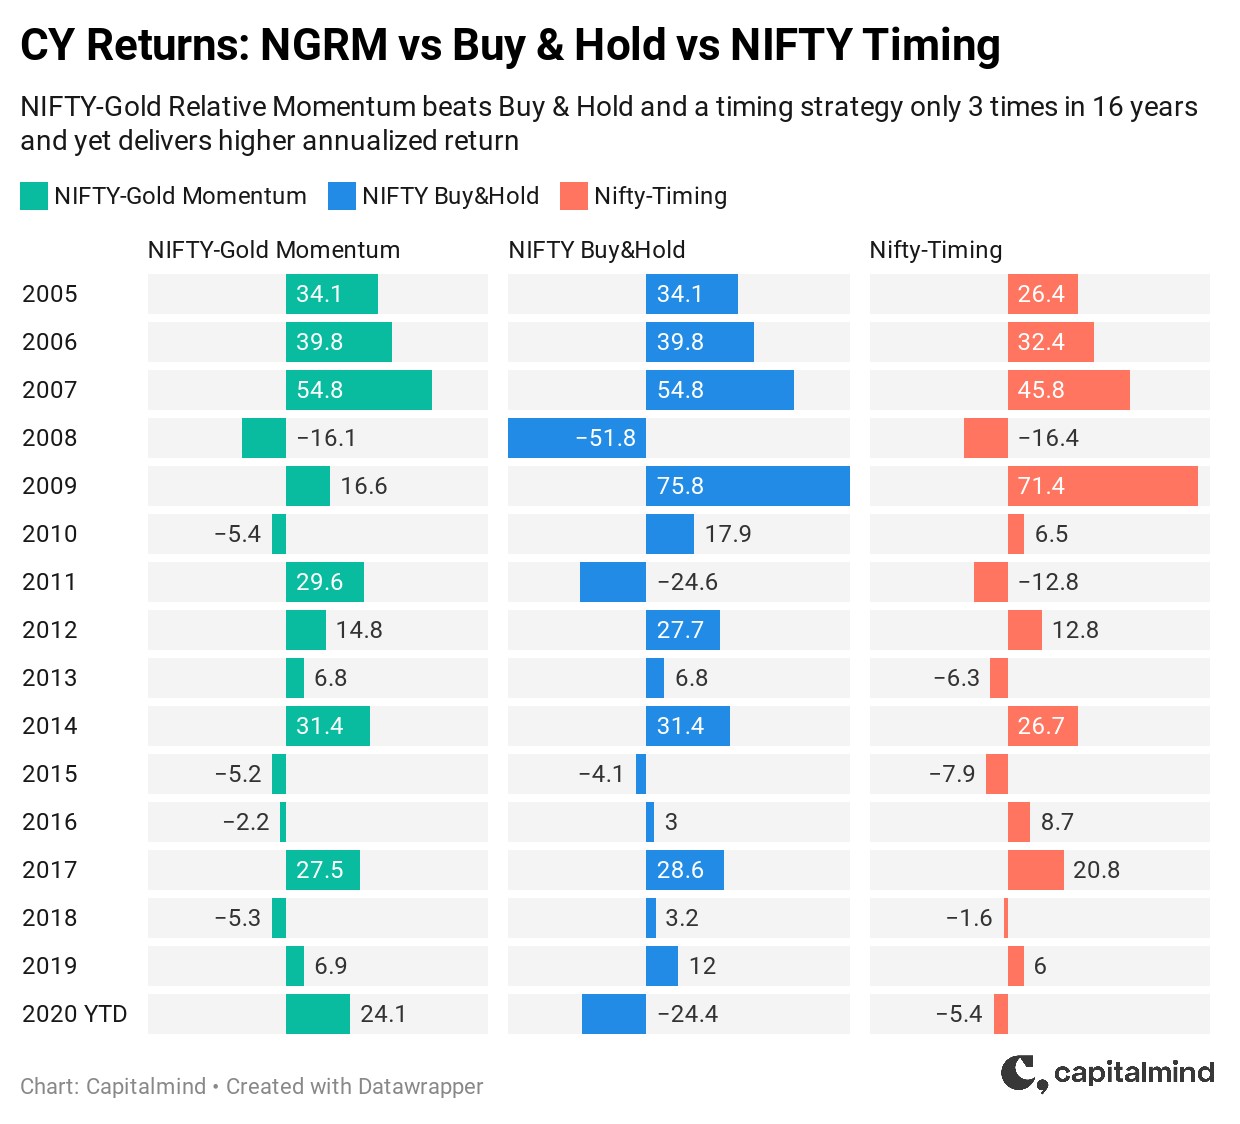 CY Returns: NGRM vs Buy & Hold vs NIFTY Timing
NIFTY-Gold Relative Momentum beats Buy & Hold and a timing strategy only 3 times in 16 years
and yet delivers higher annualized return
NIFTY-Gold Momentum NIFTY Buy&Hold Nifty-Timing
NIFTY-Gold Momentum NIFTY Buy&Hold Nifty-Timing
2005 34.1 34.1 26.4
2006 39.8 39.8 32.4
2007 54.8 54.8 45.8
2008 −16.1 −51.8 −16.4
2009 16.6 75.8 71.4
2010 −5.4 17.9 6.5
2011 29.6 −24.6 −12.8
2012 14.8 27.7 12.8
2013 6.8 6.8 −6.3
2014 31.4 31.4 26.7
2015 −5.2 −4.1 −7.9
2016 −2.2 3 8.7
2017 27.5 28.6 20.8
2018 −5.3 3.2 −1.6
2019 6.9 12 6
2020 YTD 24.1 −24.4 −5.4
Chart: Capitalmind • Created with Datawrapper
capitalmind